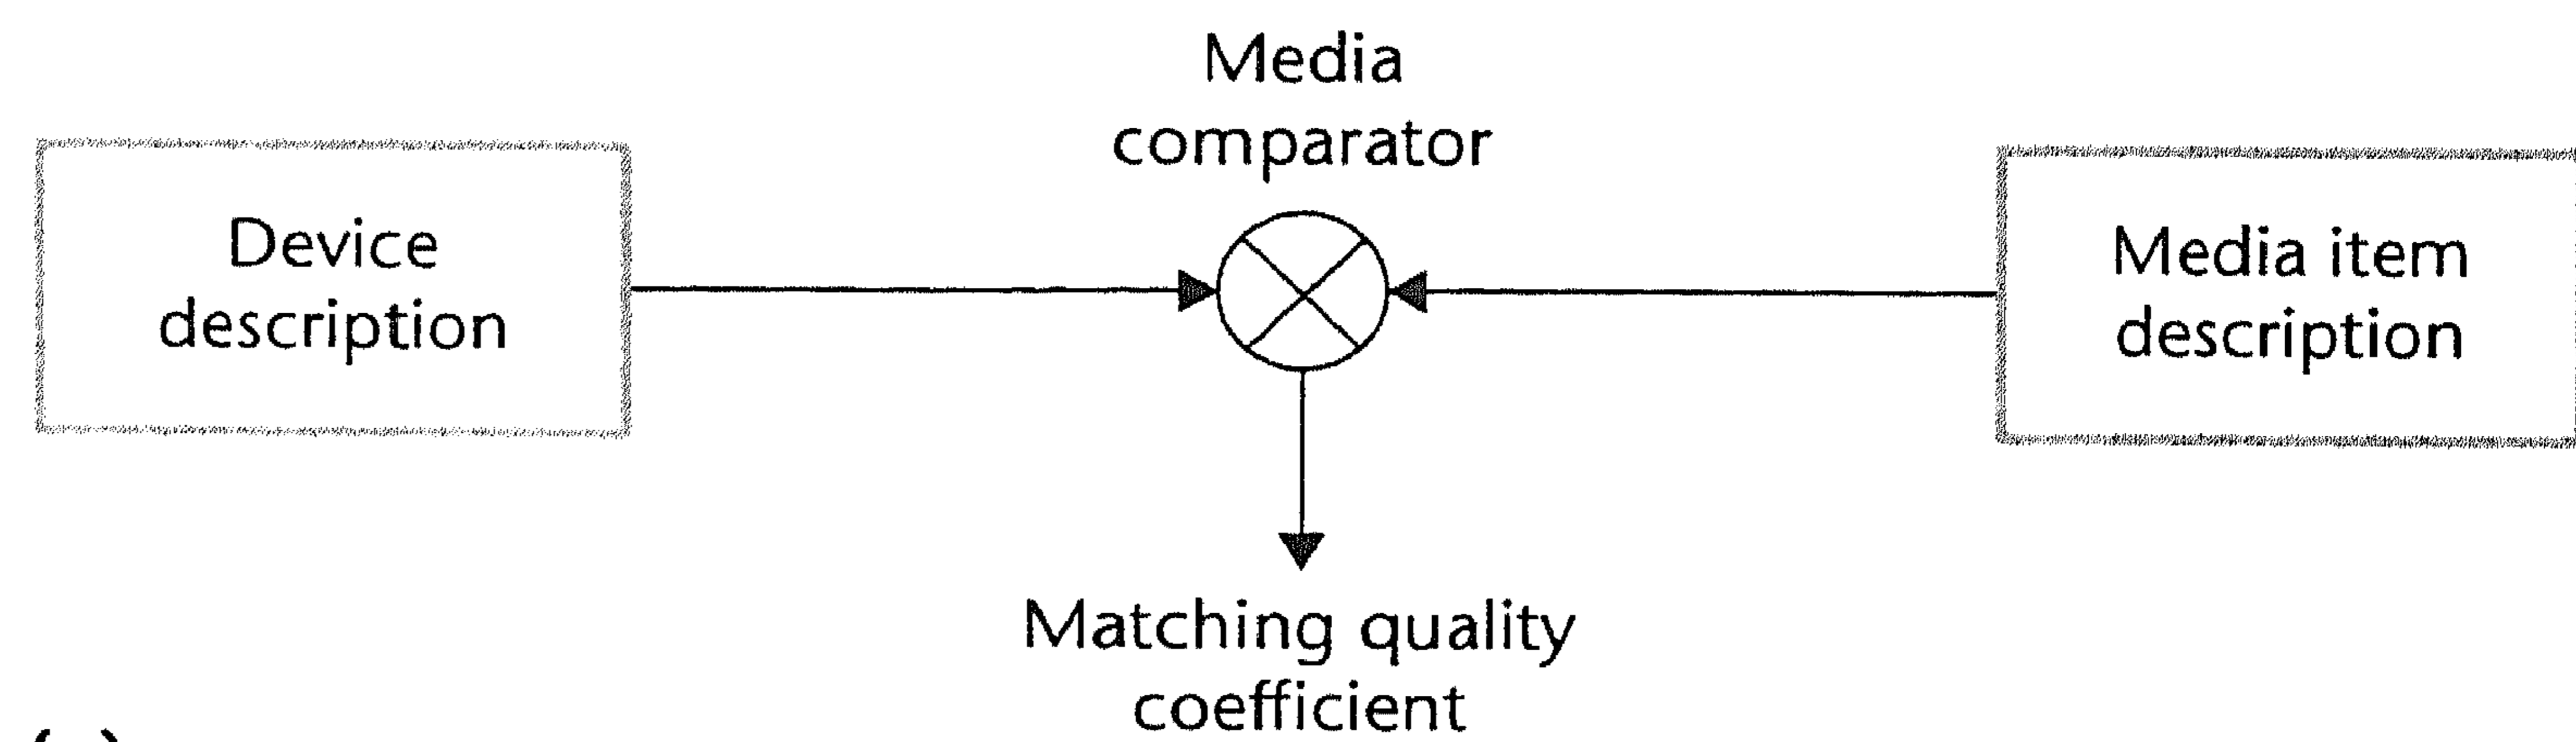 Media
comparator
Device
description
Media item
description
Matching quality
coefficient